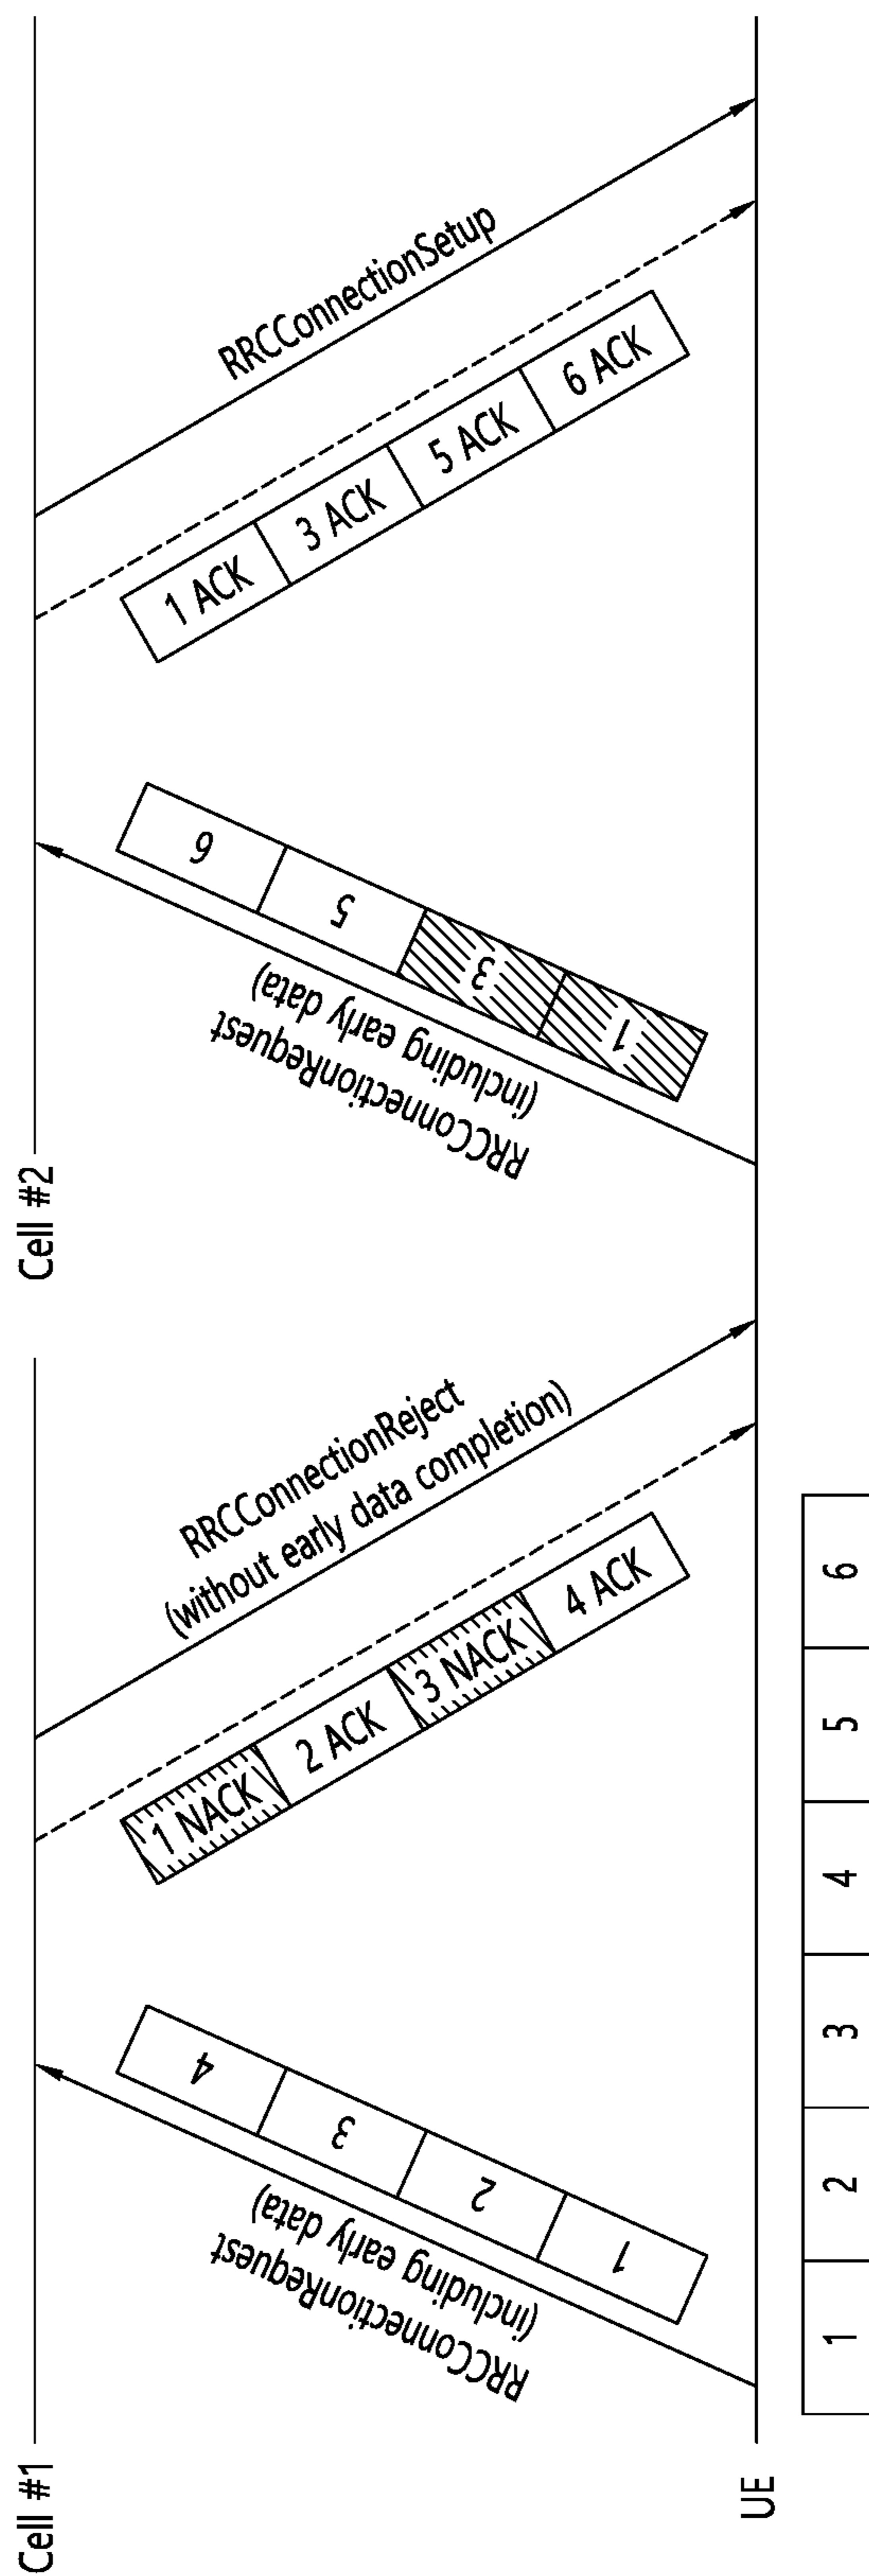 Cell #1
Cell #2
RRCConnectionRequest
(including early data)
1
2
3
4
1 NACK
2 ACK
3 NACK
4 ACK
RRCConnectionReject
(without early data completion)
RRCConnectionRequest
(including early data)
1
3
5
6
1 ACK
3 ACK
5 ACK
6 ACK
RRCConnectionSetup
UE
1
2
3
4
5
6